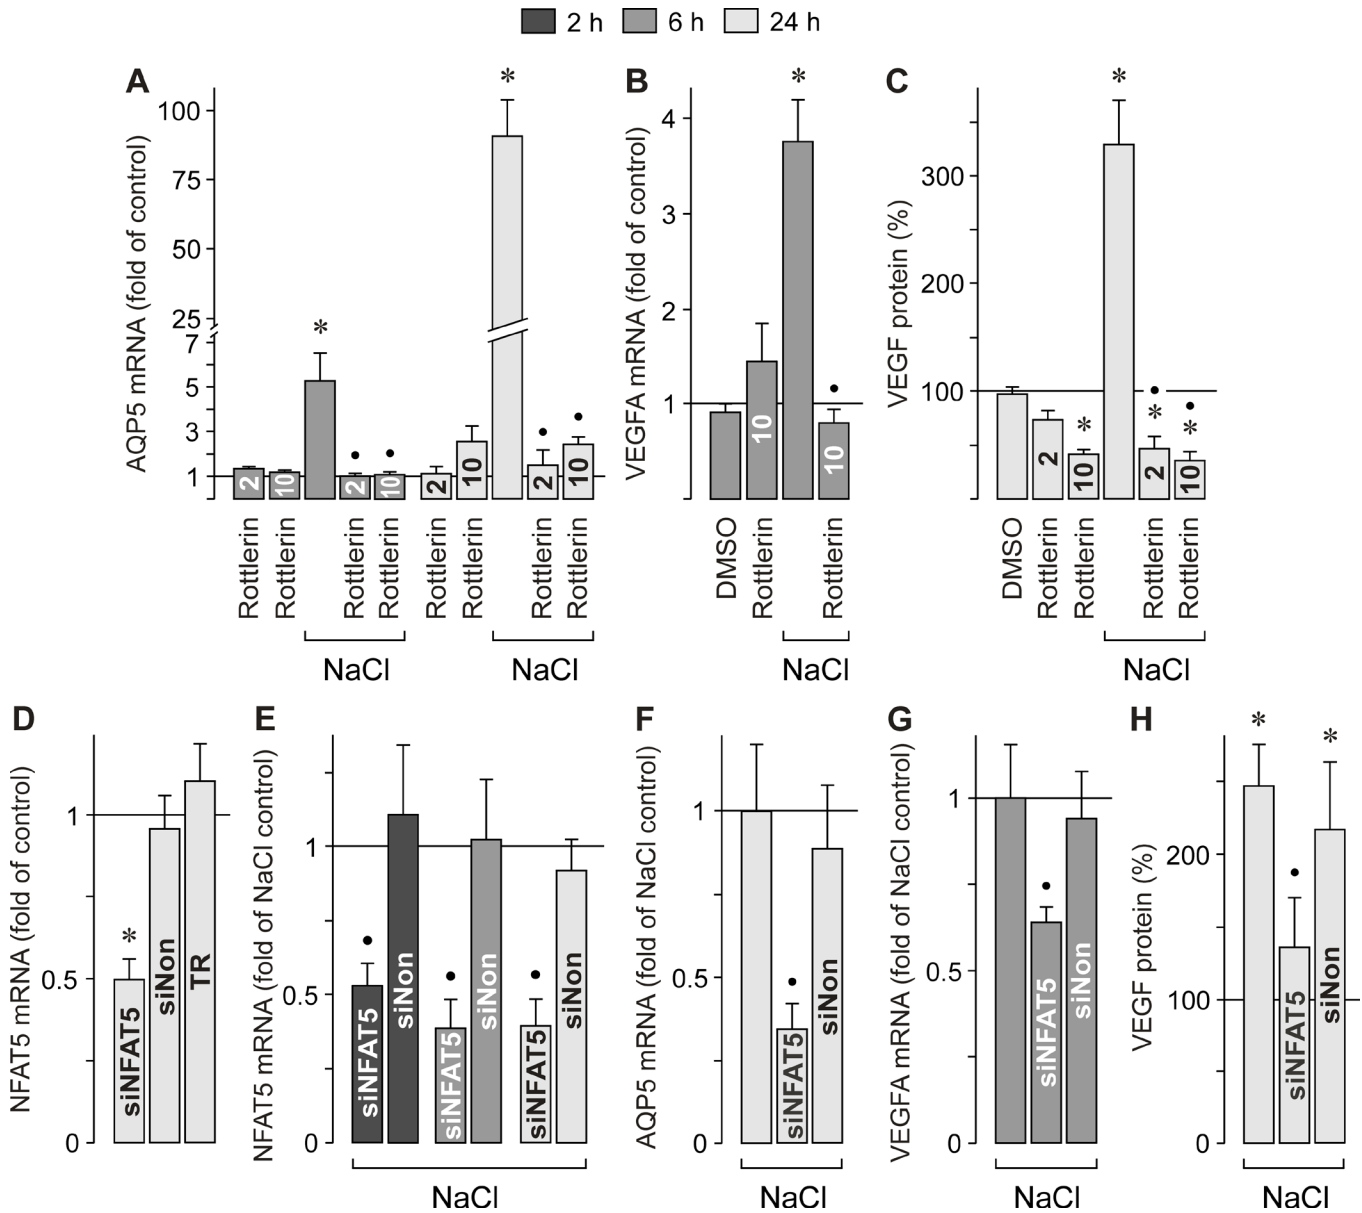 2 h 6 h 24 h
A
AQP5 mRNA (fold of control)
100
75
50
25
7
5
3
1
*
*
2
10
2
10
2
10
2
10
Rottlerin
Rottlerin
Rottlerin
Rottlerin
Rottlerin
Rottlerin
Rottlerin
Rottlerin
NaCl
NaCl
B
VEGFA mRNA (fold of control)
4
3
2
1
*
10
10
DMSO
Rottlerin
Rottlerin
NaCl
C
VEGF protein (%)
300
200
100
*
*
*
*
2
10
2
10
DMSO
Rottlerin
Rottlerin
Rottlerin
Rottlerin
NaCl
D
NFAT5 mRNA (fold of control)
1
0.5
0
*
siNFAT5
siNon
TR
E
NFAT5 mRNA (fold of NaCl control)
1
0.5
0
siNFAT5
siNon
siNFAT5
siNon
siNFAT5
siNon
NaCl
F
AQP5 mRNA (fold of NaCl control)
1
0.5
0
siNFAT5
siNon
NaCl
G
VEGFA mRNA (fold of NaCl control)
1
0.5
0
siNFAT5
siNon
NaCl
H
VEGF protein (%)
200
100
0
*
*
siNFAT5
siNon
NaCl